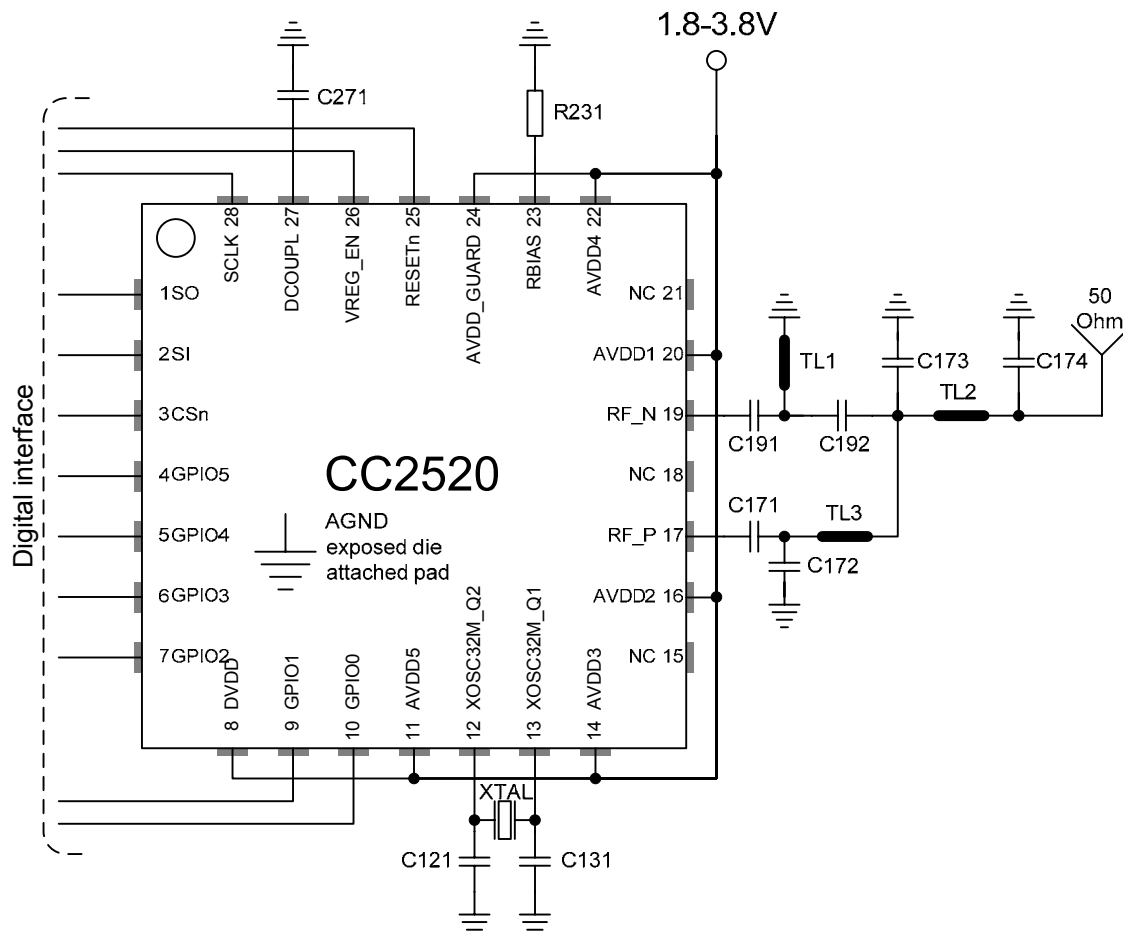 1.8-3.8V
C271
R231
SCLK 28
DCOUPL 27
VREG_EN 26
RESETn 25
AVDD_GUARD 24
RBIAS 23
AVDD4 22
1SO
2SI
3CSn
4GPIO5
5GPIO4
6GPIO3
7GPIO2
NC 21
AVDD1 20
RF_N 19
NC 18
RF_P 17
AVDD2 16
NC 15
Digital interface
CC2520
AGND
exposed die
attached pad
8 DVDD
9 GPIO1
10 GPIO0
11 AVDD5
12 XOSC32M_Q2
13 XOSC32M_Q1
14 AVDD3
TL1
C173
C174
50
Ohm
TL2
C191
C192
C171
TL3
C172
XTAL
C121
C131